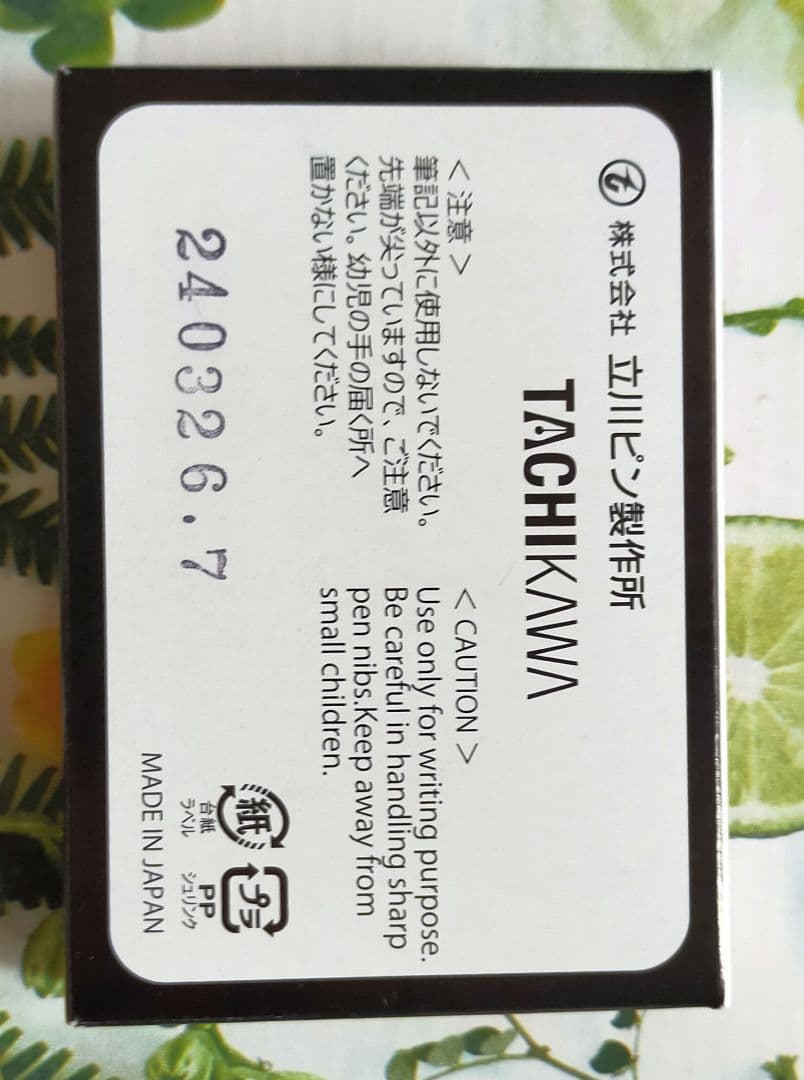 t 株式会社 立川ピン製作所
TACHIKAWA
<注意>
筆記以外に使用しないでください。
先端が尖っていますので、ご注意
ください。幼児の手の届く所へ
置かない様にしてください。
<CAUTION>
Use only for writing purpose.
Be careful in handling sharp
pen nibs.Keep away from
small children.
240326.7
紙
台紙
ラベル
プラ
PP
シュリンク
MADE IN JAPAN